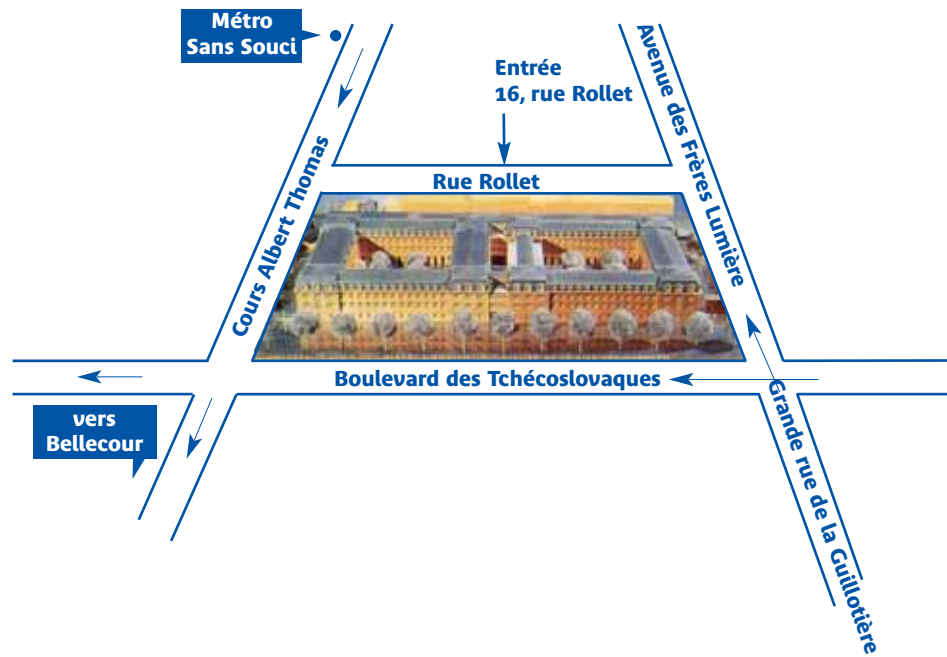 Métro
Sans Souci
Entrée
16, rue Rollet
Avenue des Frères Lumière
Rue Rollet
Cours Albert Thomas
Boulevard des Tchécoslovaques
vers
Bellecour
Grande rue de la Guillotière